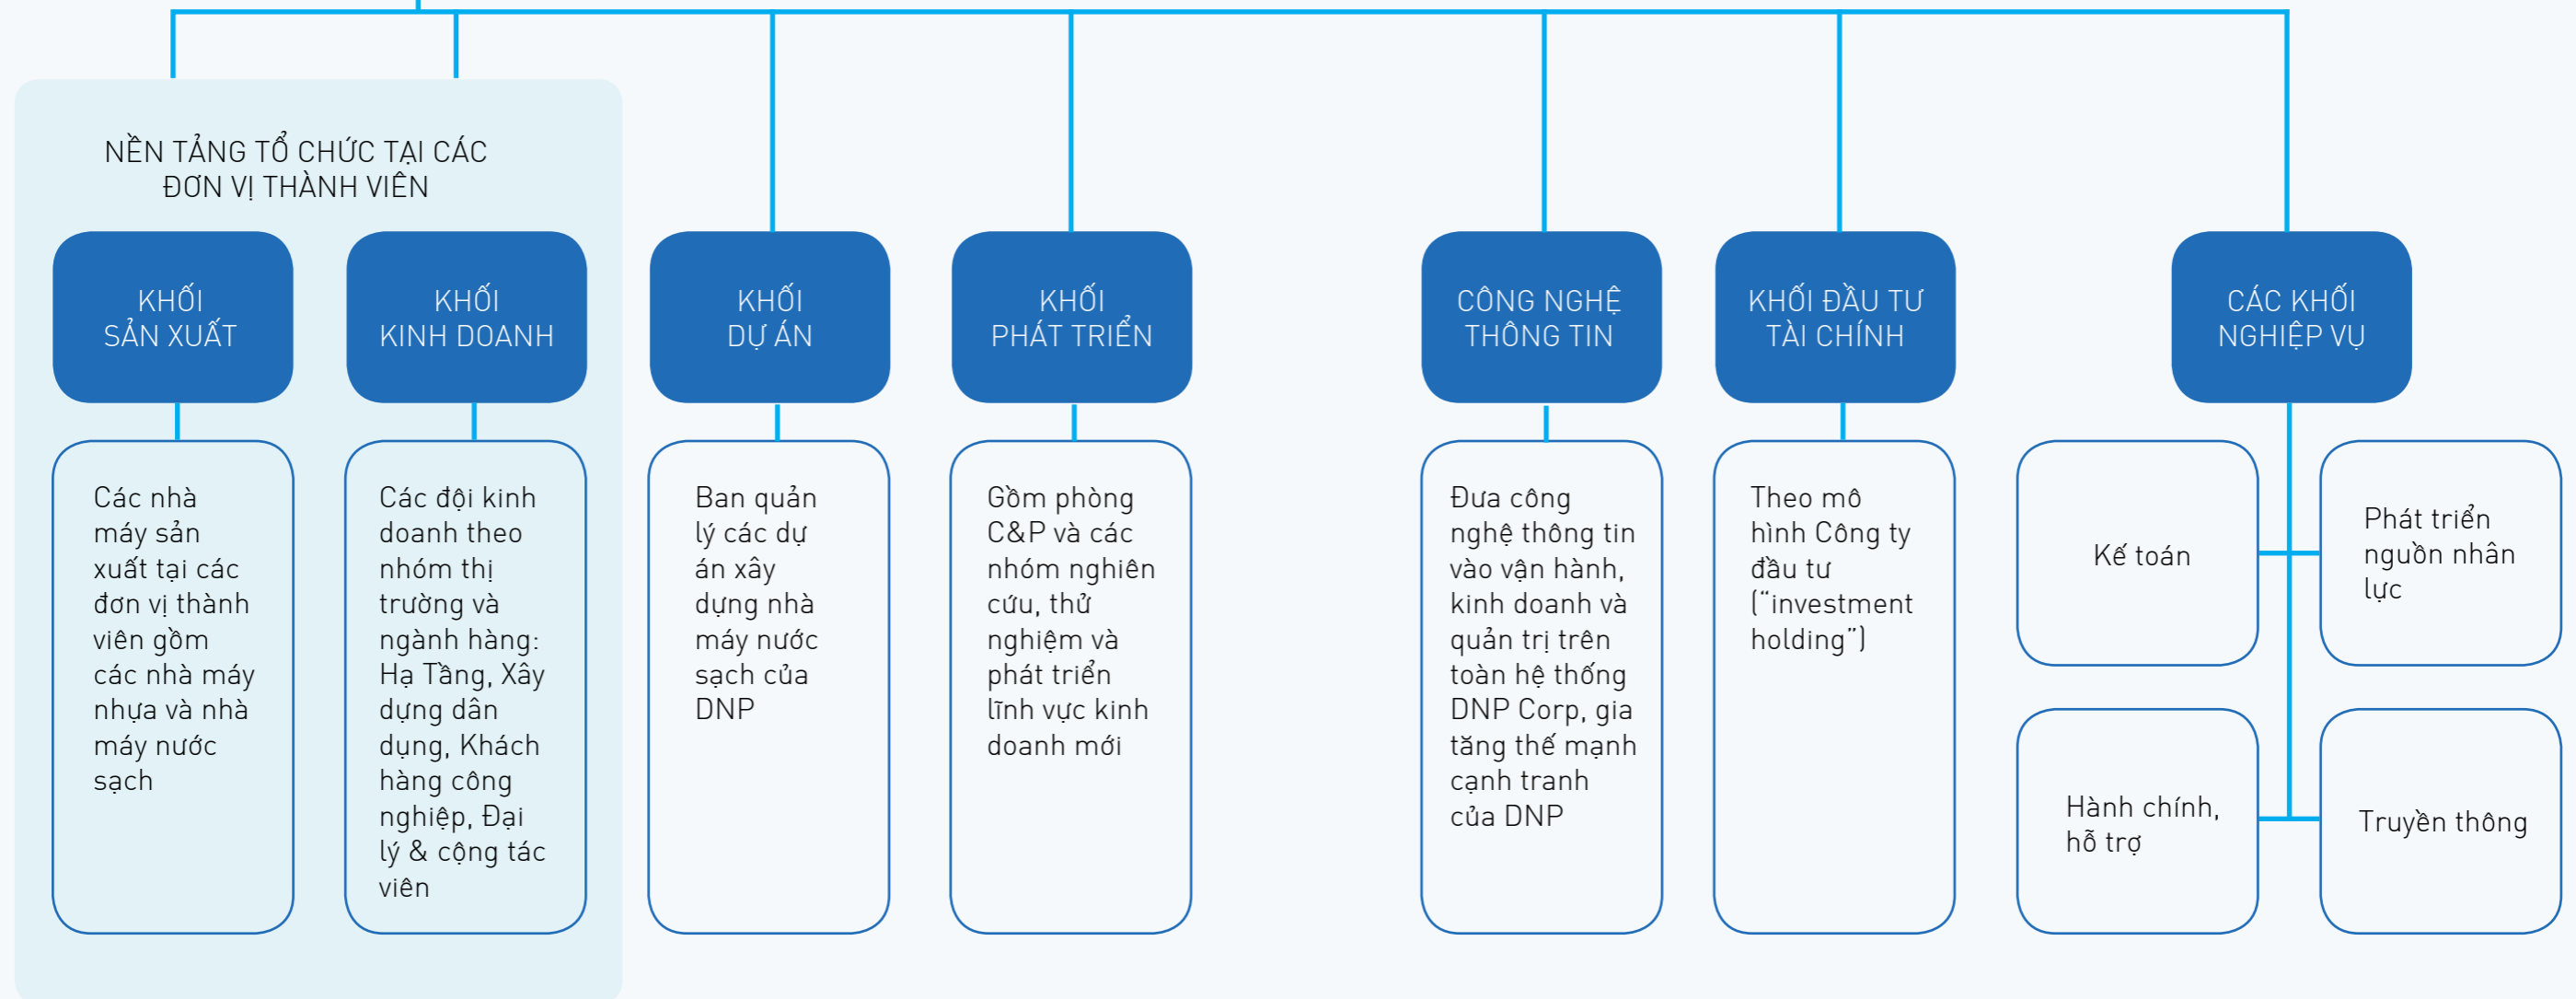 NỀN TẢNG TỔ CHỨC TẠI CÁC
ĐƠN VỊ THÀNH VIÊN
KHỐI
SẢN XUẤT
Các nhà
máy sản
xuất tại các
đơn vị thành
viên gồm
các nhà máy
nhựa và nhà
máy nước
sạch
KHỐI
KINH DOANH
Các đội kinh
doanh theo
nhóm thị
trường và
ngành hàng:
Hạ Tầng, Xây
dựng dân
dụng, Khách
hàng công
nghiệp, Đại
lý & cộng tác
viên
KHỐI
DỰ ÁN
Ban quản
lý các dự
án xây
dựng nhà
máy nước
sạch của
DNP
KHỐI
PHÁT TRIỂN
Gồm phòng
C&P và các
nhóm nghiên
cứu, thử
nghiệm và
phát triển
lĩnh vực kinh
doanh mới
CÔNG NGHỆ
THÔNG TIN
Đưa công
nghệ thông tin
vào vận hành,
kinh doanh và
quản trị trên
toàn hệ thống
DNP Corp, gia
tăng thế mạnh
cạnh tranh
của DNP
KHỐI ĐẦU TƯ
TÀI CHÍNH
Theo mô
hình Công ty
đầu tư
(“investment
holding”)
CÁC KHỐI
NGHIỆP VỤ
Kế toán
Phát triển
nguồn nhân
lực
Hành chính,
hỗ trợ
Truyền thông